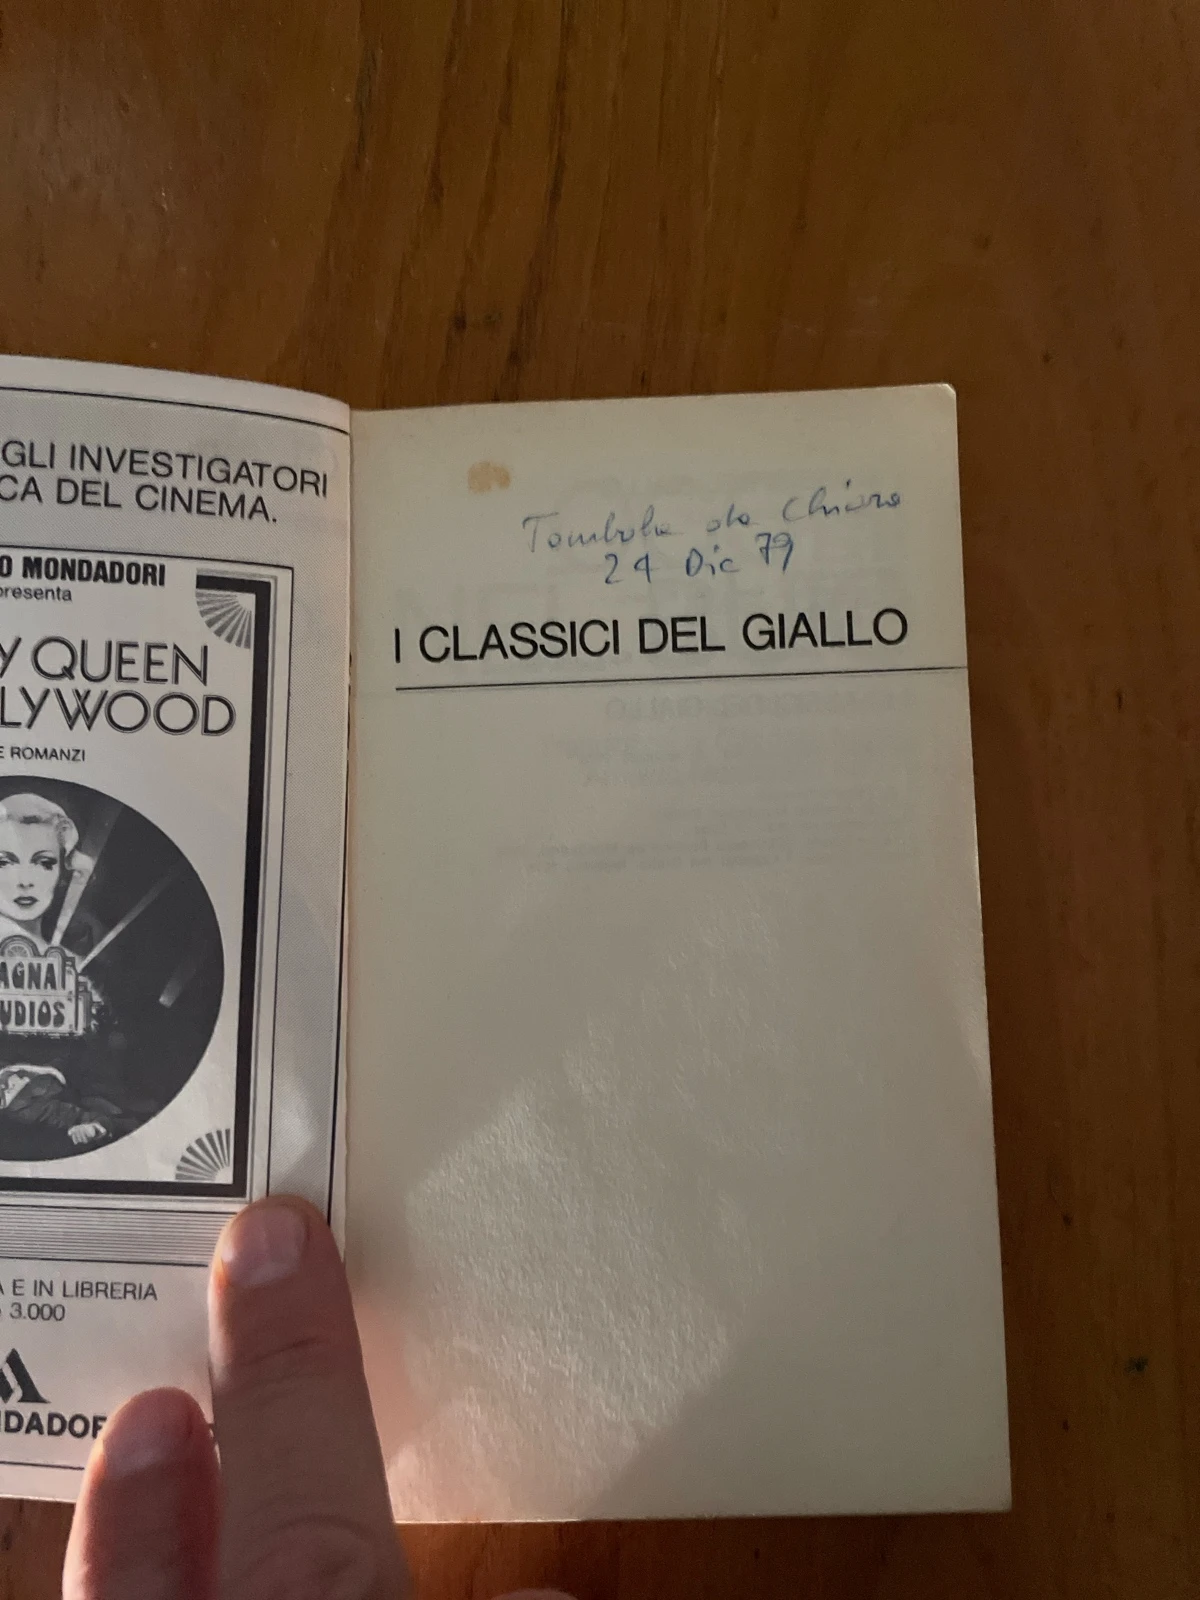 GLI INVESTIGATORI
CA DEL CINEMA.
O MONDADORI
presenta
Y QUEEN
LYWOOD
E ROMANZI
AGNA
UDIOS
A E IN LIBRERIA
3.000
NDADOR
Tombola da Chiara
24 Dic 79
I CLASSICI DEL GIALLO